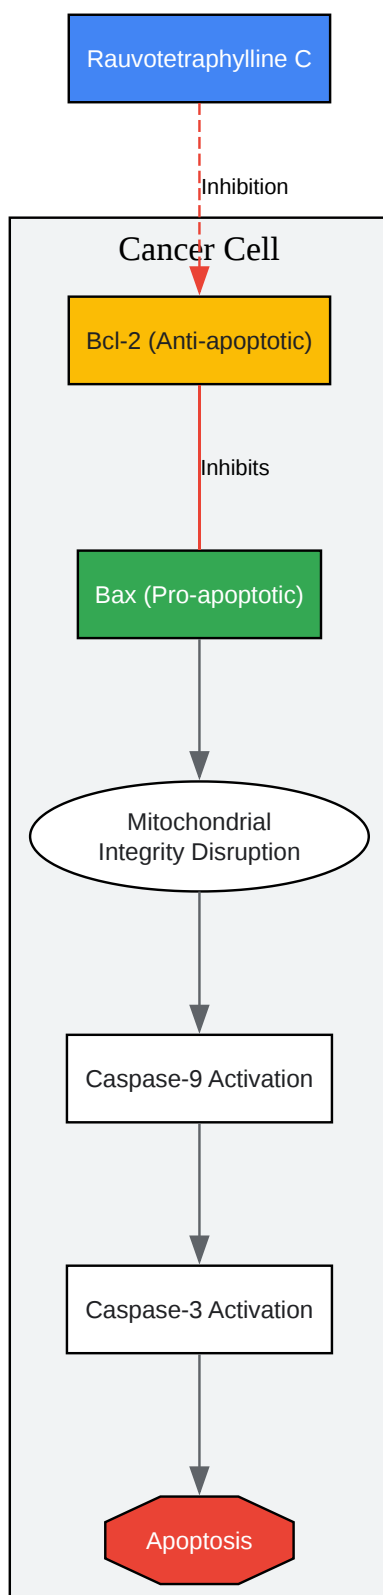 Rauvotetraphylline C
Inhibition
Cancer Cell
Bcl-2 (Anti-apoptotic)
Inhibits
Bax (Pro-apoptotic)
Mitochondrial
Integrity Disruption
Caspase-9 Activation
Caspase-3 Activation
Apoptosis